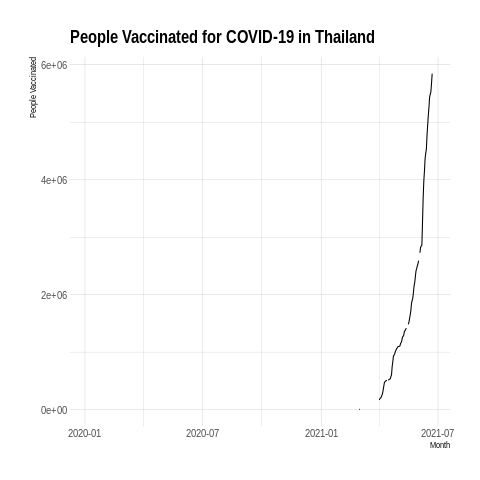 People Vaccinated for COVID-19 in Thailand
People Vaccinated
6e+06
4e+06
2e+06
0e+00
2020-01 2020-07 2021-01 2021-07
Month